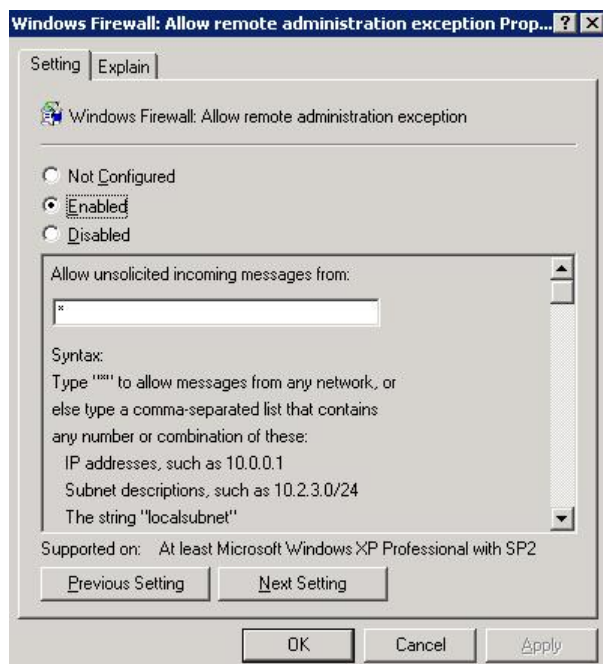 Windows Firewall: Allow remote administration exception Prop... ? X
Setting Explain
Windows Firewall: Allow remote administration exception
Not Configured
Enabled
Disabled
Allow unsolicited incoming messages from:
*
Syntax:
Type "*" to allow messages from any network, or
else type a comma-separated list that contains
any number or combination of these:
IP addresses, such as 10.0.0.1
Subnet descriptions, such as 10.2.3.0/24
The string "localsubnet"
Supported on: At least Microsoft Windows XP Professional with SP2
Previous Setting Next Setting
OK Cancel Apply